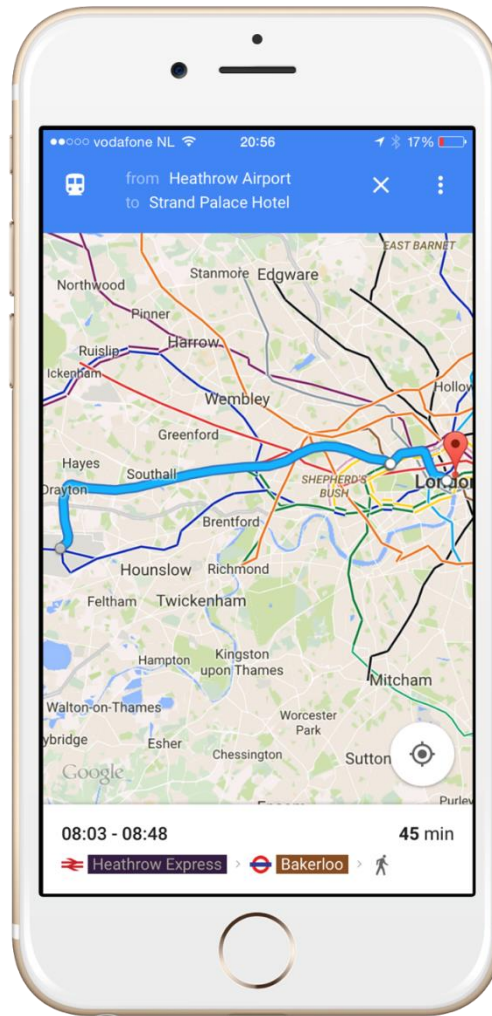 vodafone NL 20:56 17%
from Heathrow Airport
to Strand Palace Hotel
EAST BARNET
Stanmore Edgware
Northwood
Pinner
Harrow
Ruislip
Ickenham
Hollow
Wembley
Greenford
Hayes
Southall
SHEPHERD'S
BUSH
London
Drayton
Brentford
Hounslow Richmond
Feltham Twickenham
Hampton
Kingston
upon Thames
Mitcham
Walton-on-Thames
Worcester
Park
ybridge
Esher
Chessington
Sutton
Google
Purley
08:03 - 08:48 45 min
Heathrow Express > Bakerloo >